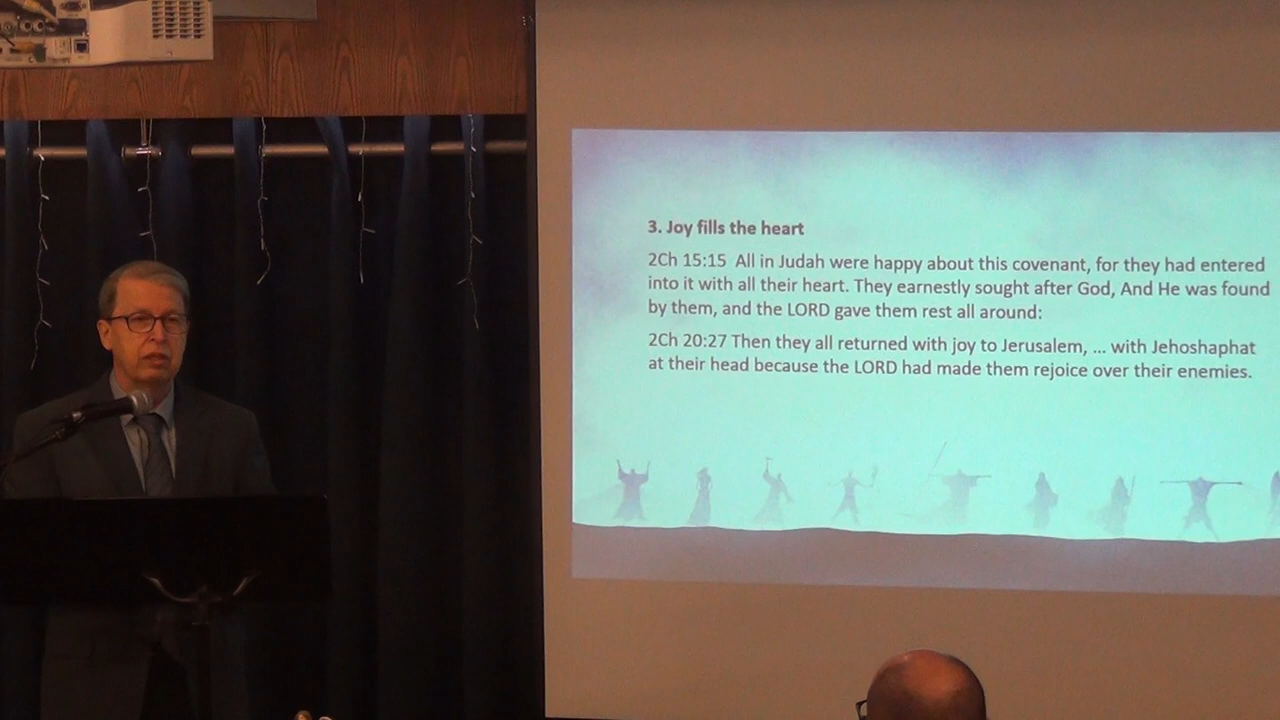 3. Joy fills the heart
2Ch 15:15 All in Judah were happy about this covenant, for they had entered
into it with all their heart. They earnestly sought after God, And He was found
by them, and the LORD gave them rest all around:
2Ch 20:27 Then they all returned with joy to Jerusalem, ... with Jehoshaphat
at their head because the LORD had made them rejoice over their enemies.